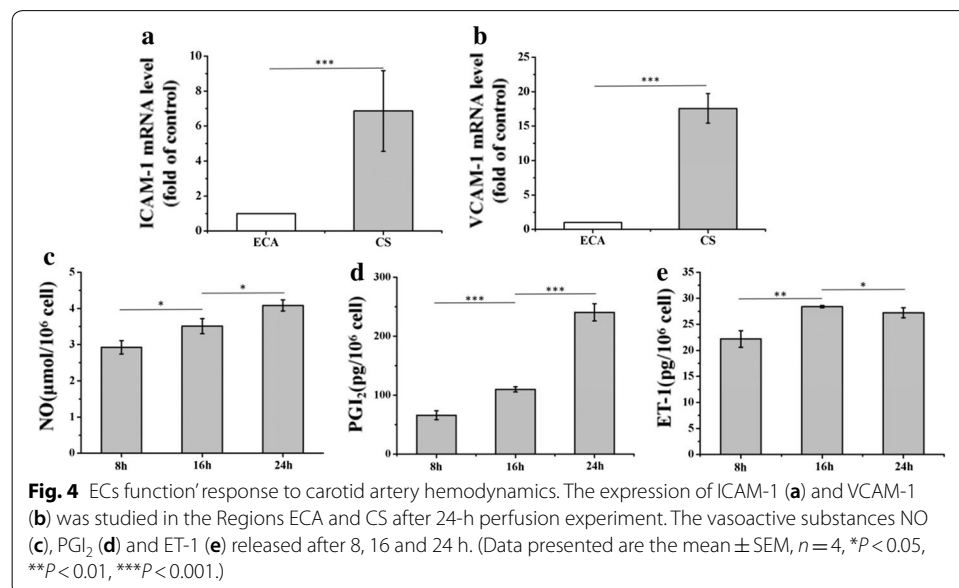 a
ICAM-1 mRNA level
(fold of control)
10
8
6
4
2
0
***
ECA
CS
b
VCAM-1 mRNA level
(fold of control)
25
20
15
10
5
0
***
ECA
CS
c
NO(μmol/10⁶ cell)
5
4
3
2
1
0
*
*
8h
16h
24h
d
PGI₂(pg/10⁶ cell)
300
200
100
0
***
***
8h
16h
24h
e
ET-1(pg/10⁶ cell)
35
30
25
20
15
10
5
0
**
*
8h
16h
24h
Fig. 4 ECs function’ response to carotid artery hemodynamics. The expression of ICAM-1 (a) and VCAM-1
(b) was studied in the Regions ECA and CS after 24-h perfusion experiment. The vasoactive substances NO
(c), PGI₂ (d) and ET-1 (e) released after 8, 16 and 24 h. (Data presented are the mean ± SEM, n = 4, *P < 0.05,
**P < 0.01, ***P < 0.001.)